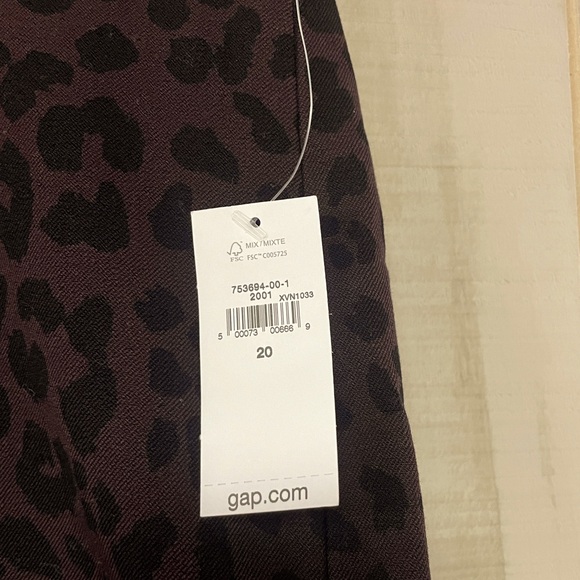 MIX/MIXTE
FSC FSC™ C005725
753694-00-1
2001 XVN1033
5 00073 00666 9
20
gap.com